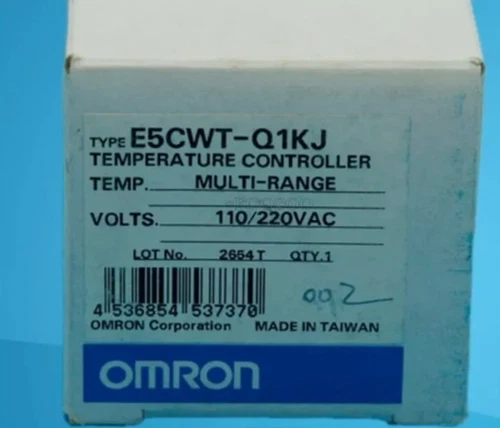 TYPE E5CWT-Q1KJ
TEMPERATURE CONTROLLER
TEMP. MULTI-RANGE
VOLTS. 110/220VAC
LOT No. 2654T QTY.1
4 536854 537370
OMRON Corporation MADE IN TAIWAN
OMRON